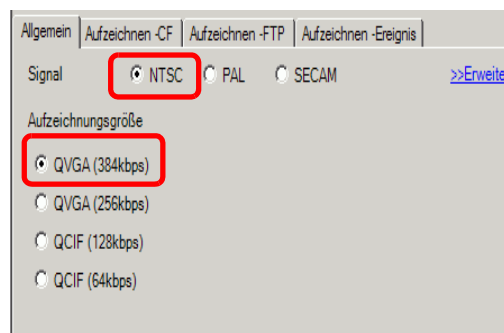 Allgemein Aufzeichnen -CF Aufzeichnen -FTP Aufzeichnen -Ereignis
Signal NTSC PAL SECAM >>Erweite
Aufzeichnungsgröße
QVGA (384kbps)
QVGA (256kbps)
QCIF (128kbps)
QCIF (64kbps)